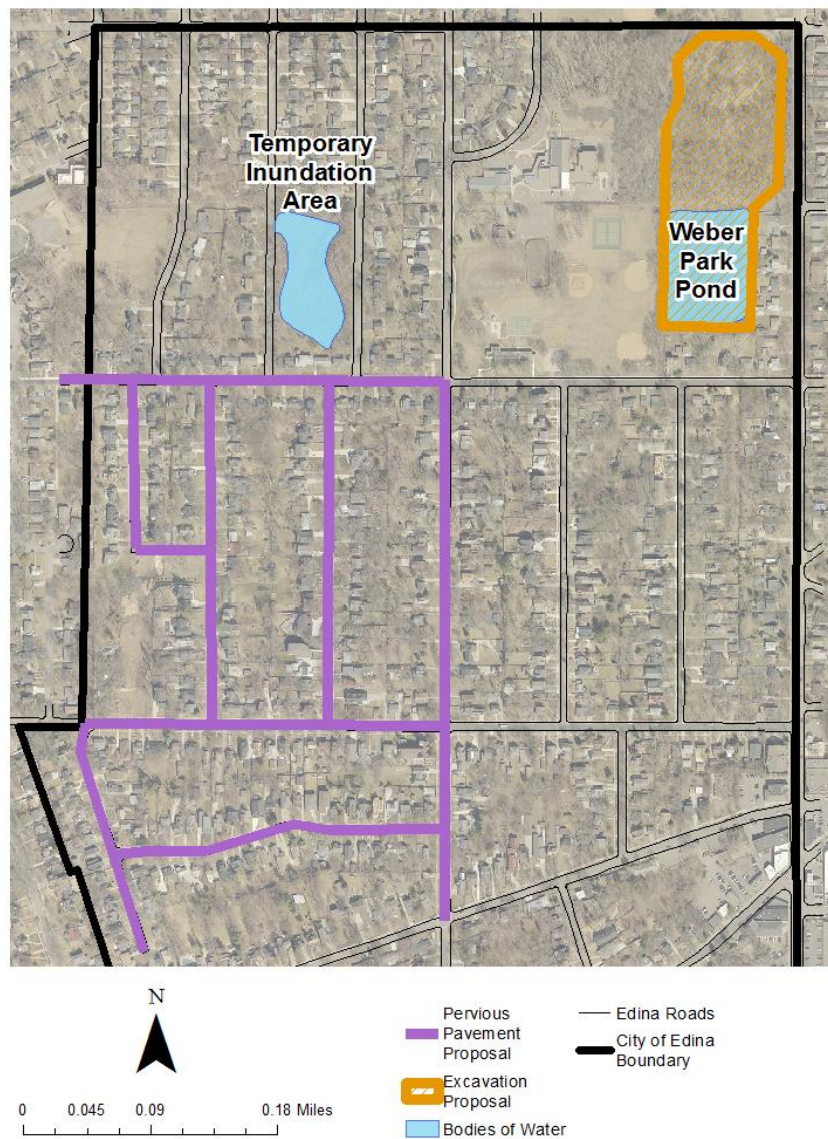 Temporary
Inundation
Area
Weber
Park
Pond
N
0 0.045 0.09 0.18 Miles
Pervious
Pavement
Proposal
Excavation
Proposal
Bodies of Water
Edina Roads
City of Edina
Boundary